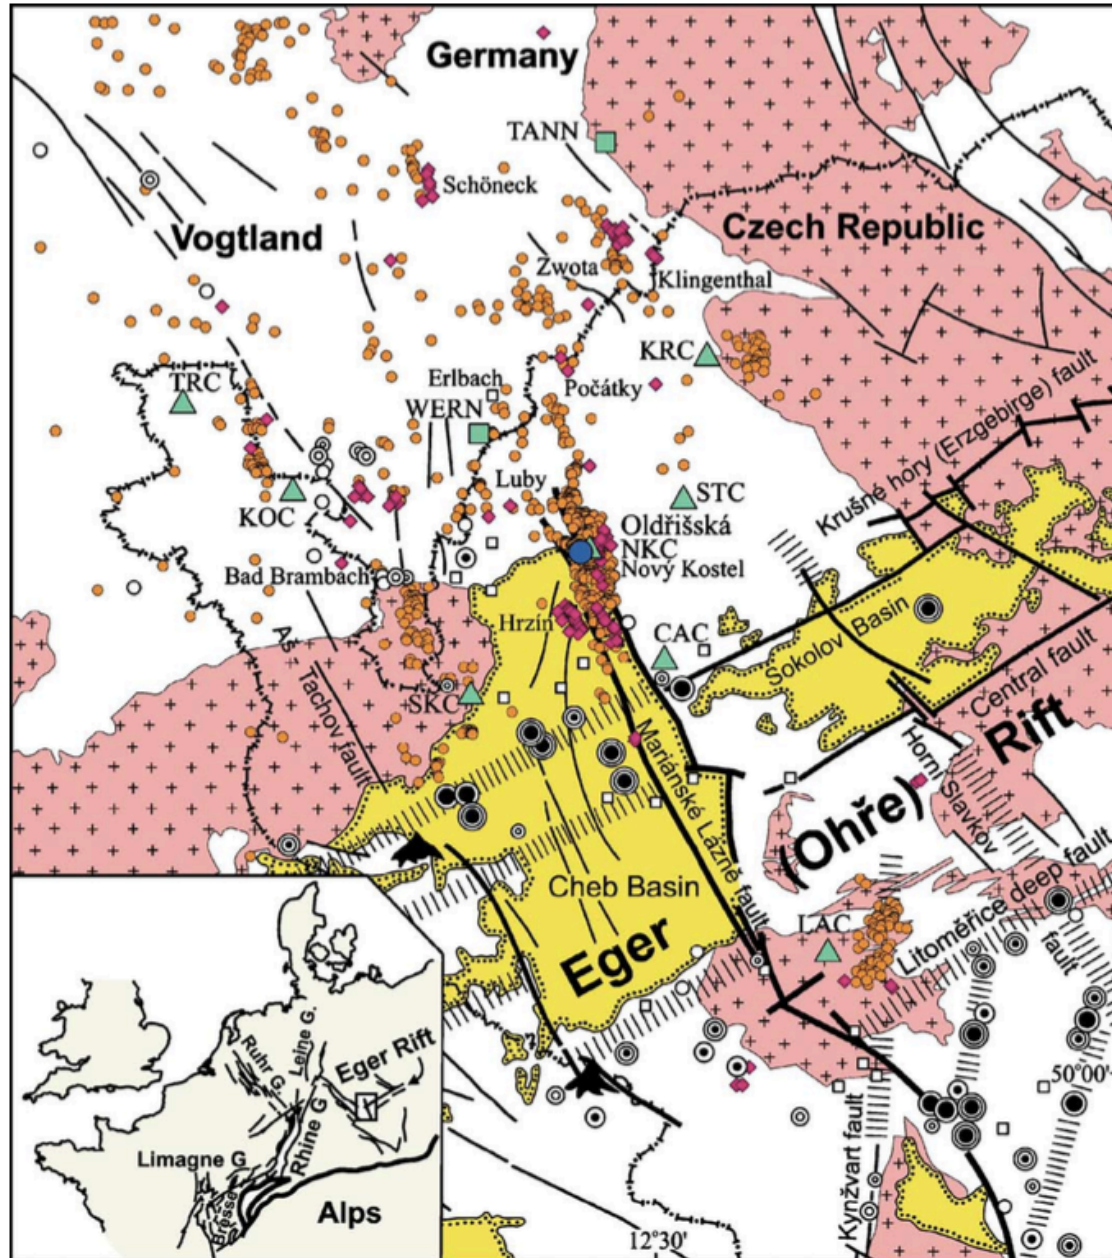 Germany
TANN
Schöneck
Vogtland
Czech Republic
Zwota
Klingenthal
KRC
TRC
Erlbach
Počátky
WERN
Krušné hory (Erzgebirge) fault
Luby
STC
KOC
Oldřišská
NKC
Nový Kostel
Bad Brambach
Hrzín
CAC
Sokolov Basin
Aš - Tachov fault
SKC
Central fault
Mariánské Lázně fault
Rift
Horní Slavkov
fault
(Ohře)
Cheb Basin
Eger
LAC
Litoměřice deep fault
50°00'
Kynžvart fault
12°30'
Ruhr G
Leine G.
Eger Rift
Rhine G
Limagne G
Bresse
Alps